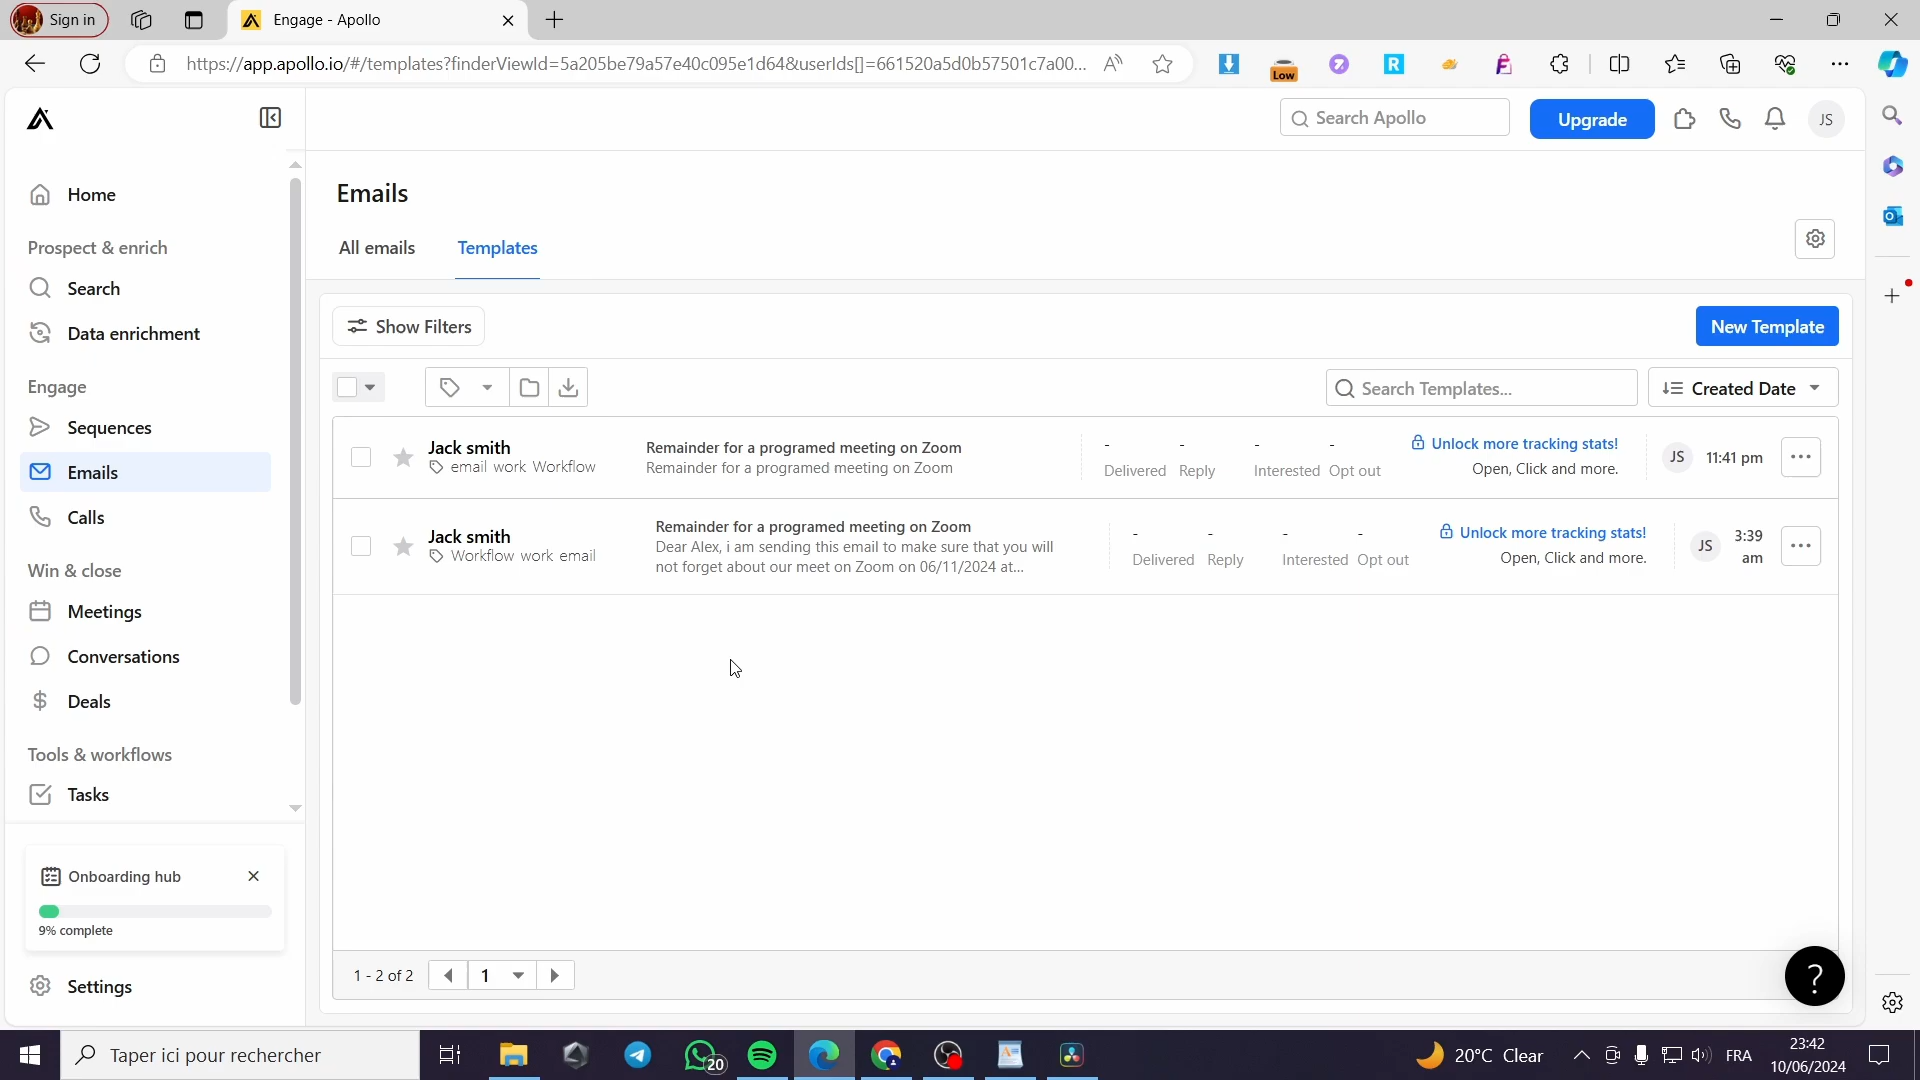 Sign in
Engage - Apollo
https://app.apollo.io/#/templates?finderViewId=5a205be79a57e40c095e1d64&userIds[]=661520a5d0b57501c7a00...
Low
Search Apollo
Upgrade
JS
Home
Prospect & enrich
Search
Data enrichment
Engage
Sequences
Emails
Calls
Win & close
Meetings
Conversations
Deals
Tools & workflows
Tasks
Onboarding hub
9% complete
Settings
Emails
All emails
Templates
Show Filters
New Template
Search Templates...
Created Date
Jack smith
email work Workflow
Remainder for a programed meeting on Zoom
Remainder for a programed meeting on Zoom
- - - -
Delivered Reply Interested Opt out
Unlock more tracking stats!
Open, Click and more.
JS
11:41 pm
Jack smith
Workflow work email
Remainder for a programed meeting on Zoom
Dear Alex, i am sending this email to make sure that you will
not forget about our meet on Zoom on 06/11/2024 at...
- - - -
Delivered Reply Interested Opt out
Unlock more tracking stats!
Open, Click and more.
JS
3:39
am
1 - 2 of 2
1
?
Taper ici pour rechercher
20
20°C Clear
FRA
23:42
10/06/2024